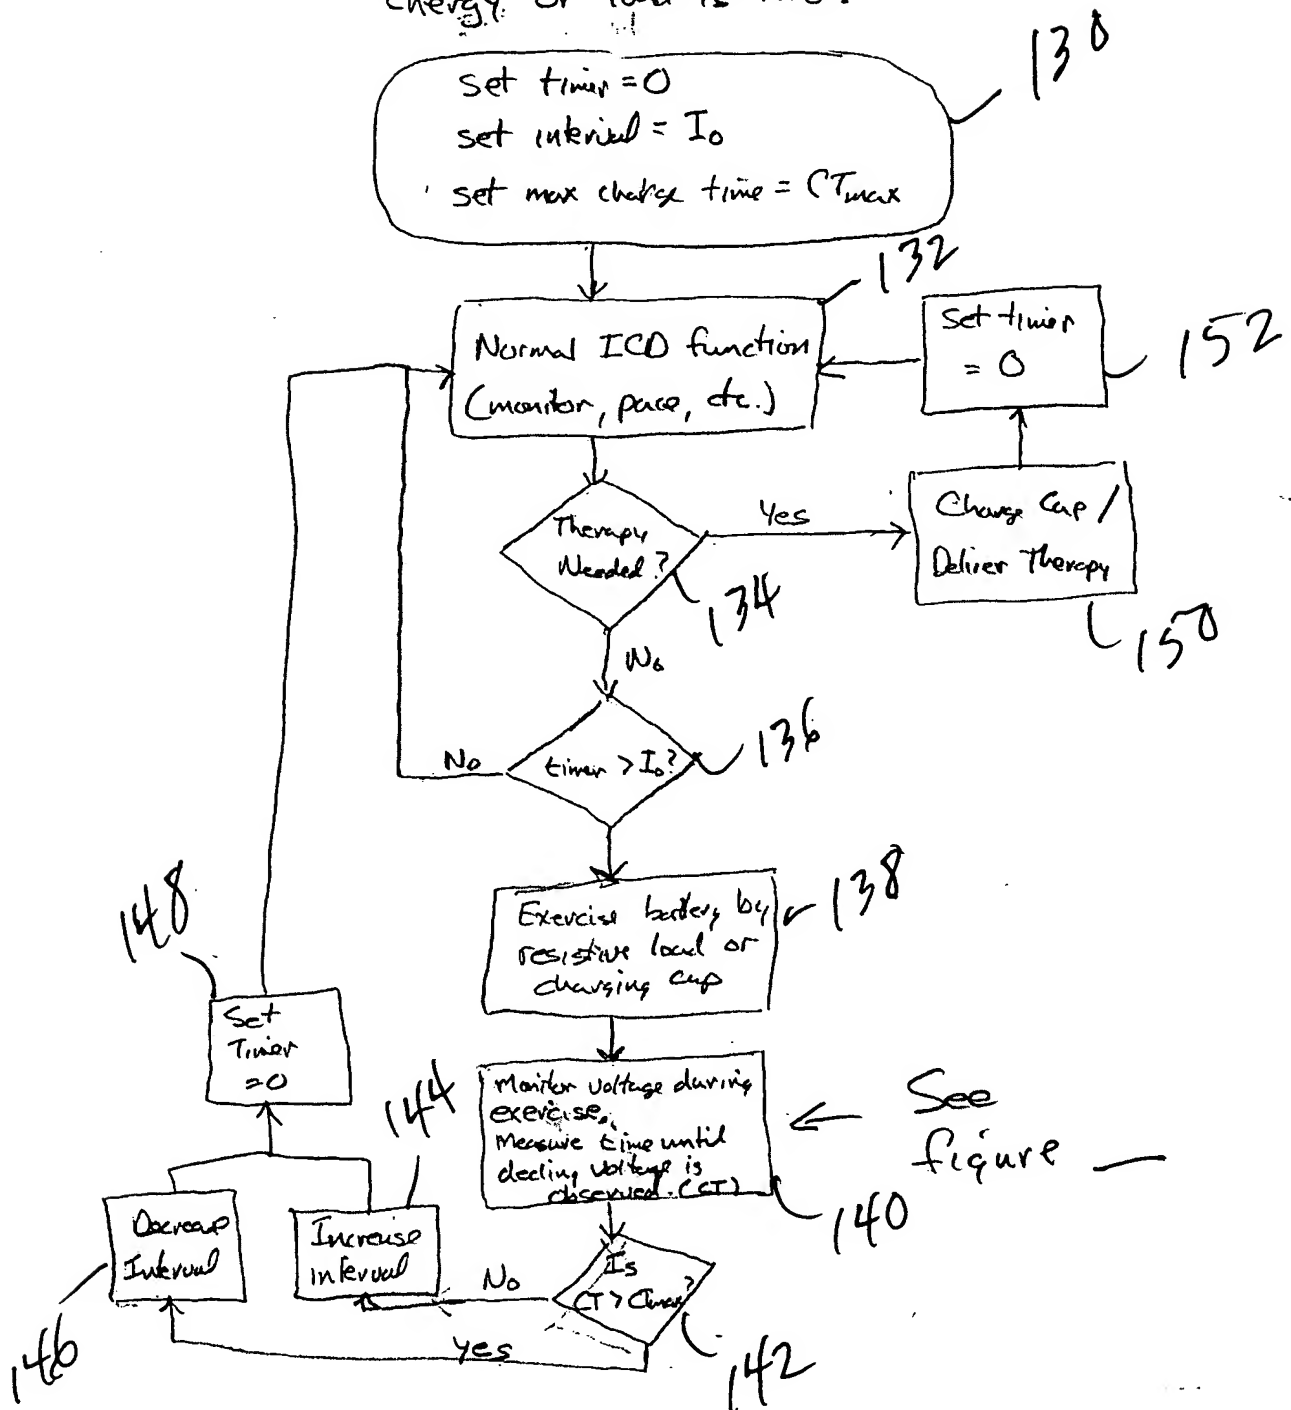 energy or load is
130
set timer = 0
set interval = I₀
set max charge time = CTmax
132
Normal ICD function
(monitor, pace, etc.)
Set timer
= 0
152
Therapy
Needed?
134
Yes
Charge Cap /
Deliver Therapy
150
No
timer > I₀?
136
No
Exercise battery by
resistive load or
charging cap
138
148
Set
Timer
=0
Monitor voltage during
exercise.
Measure time until
decling voltage is
observed. (CT)
140
See
figure —
144
Decrease
Interval
146
Increase
interval
No
Is
CT > CTmax?
142
yes